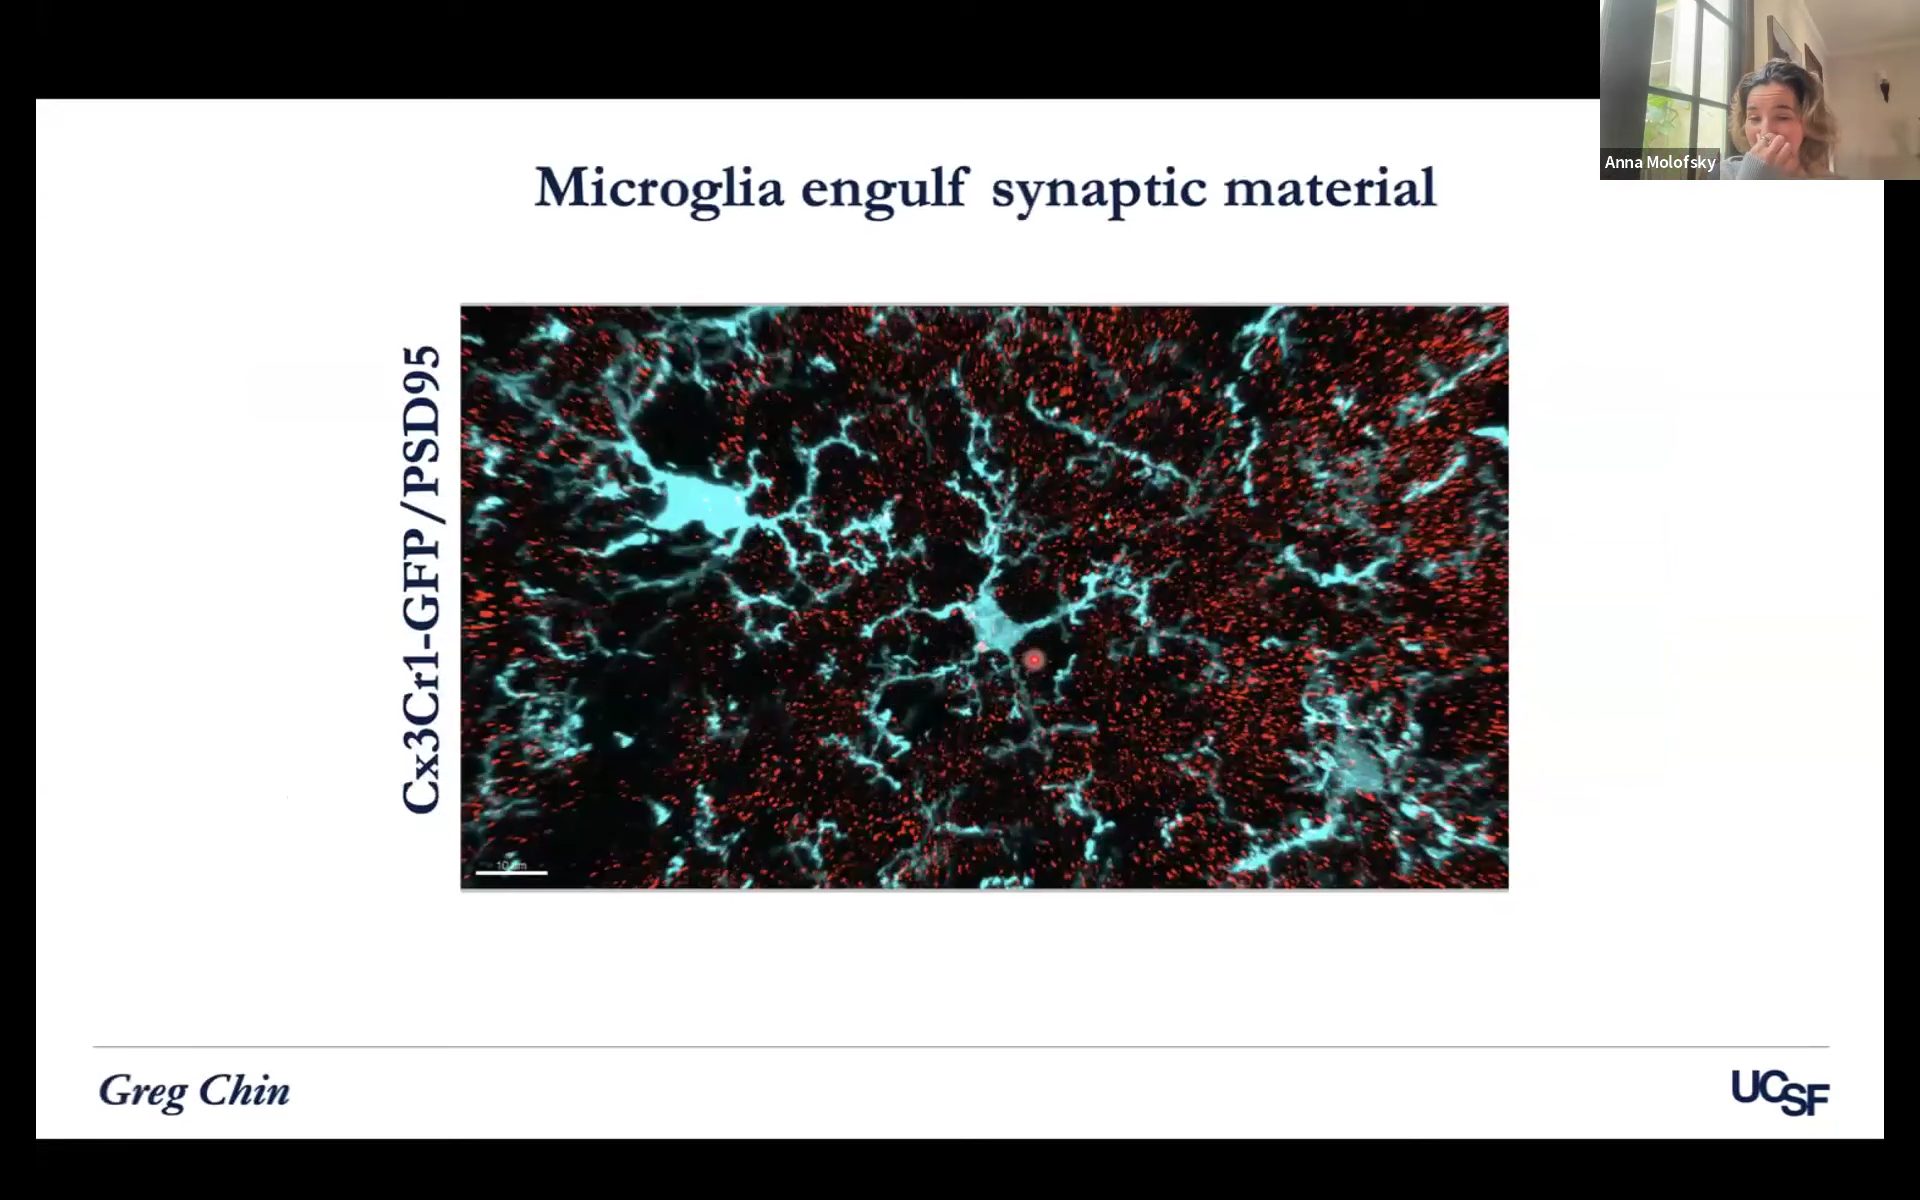 Anna Molofsky
Microglia engulf synaptic material
Cx3Cr1-GFP/PSD95
Greg Chin
UCSF